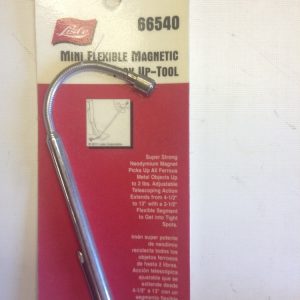 Lisle
66540
MINI FLEXIBLE MAGNETIC
UP-TOOL
Super Strong
Neodymium Magnet
Picks Up All Ferrous
Metal Objects Up
to 2 lbs. Adjustable
Telescoping Action
Extends from 4-1/2"
to 13" with a 2-1/2"
Flexible Segment
to Get into Tight
Spots.
Imán super potente
de neodimio
recolecta todos los
objetos ferrosos
de hasta 2 libras.
Acción telescópica
ajustable que se
extiende desde
4-1/2" a 13" con un
segmento flexible